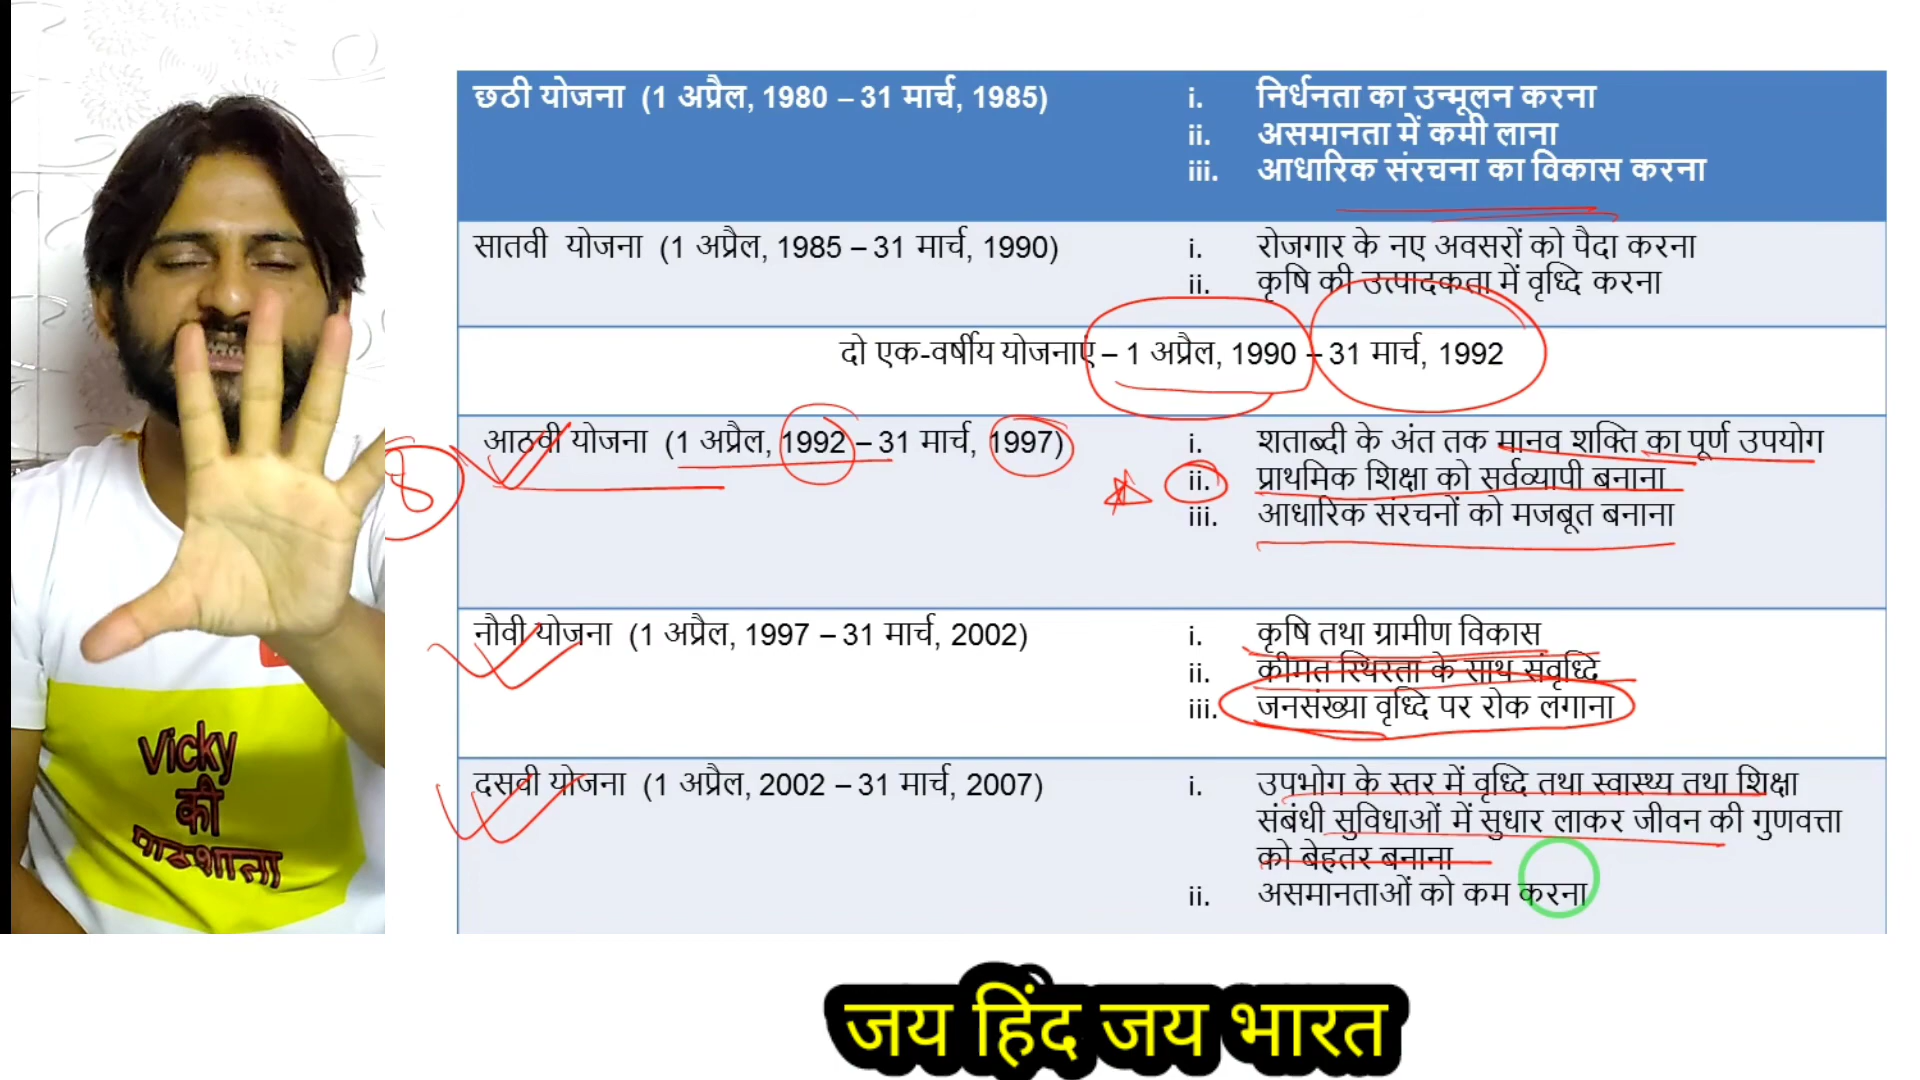 छठी योजना (1 अप्रैल, 1980 – 31 मार्च, 1985)
i. निर्धनता का उन्मूलन करना
ii. असमानता में कमी लाना
iii. आधारिक संरचना का विकास करना
सातवी योजना (1 अप्रैल, 1985 – 31 मार्च, 1990)
i. रोजगार के नए अवसरों को पैदा करना
ii. कृषि की उत्पादकता में वृध्दि करना
दो एक-वर्षीय योजनाएं – 1 अप्रैल, 1990 – 31 मार्च, 1992
8
आठवी योजना (1 अप्रैल, 1992 – 31 मार्च, 1997)
i. शताब्दी के अंत तक मानव शक्ति का पूर्ण उपयोग
ii. प्राथमिक शिक्षा को सर्वव्यापी बनाना
iii. आधारिक संरचनों को मजबूत बनाना
नौवी योजना (1 अप्रैल, 1997 – 31 मार्च, 2002)
i. कृषि तथा ग्रामीण विकास
ii. कीमत स्थिरता के साथ संवृध्दि
iii. जनसंख्या वृध्दि पर रोक लगाना
दसवी योजना (1 अप्रैल, 2002 – 31 मार्च, 2007)
i. उपभोग के स्तर में वृध्दि तथा स्वास्थ्य तथा शिक्षा
संबंधी सुविधाओं में सुधार लाकर जीवन की गुणवत्ता
को बेहतर बनाना
ii. असमानताओं को कम करना
Vicky
की
पाठशाला
जय हिंद जय भारत